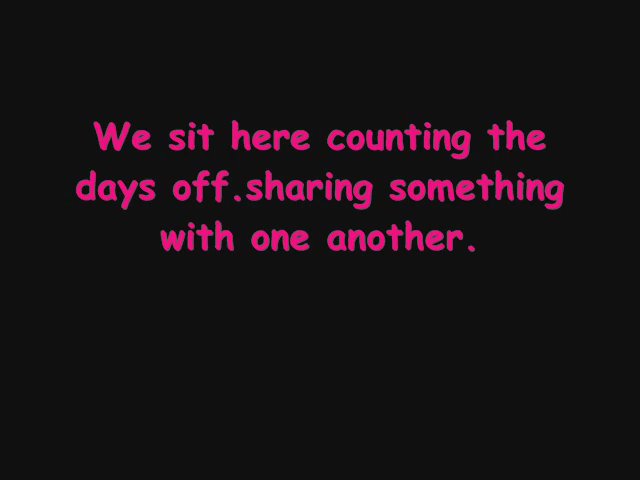 We sit here counting the
days off.sharing something
with one another.